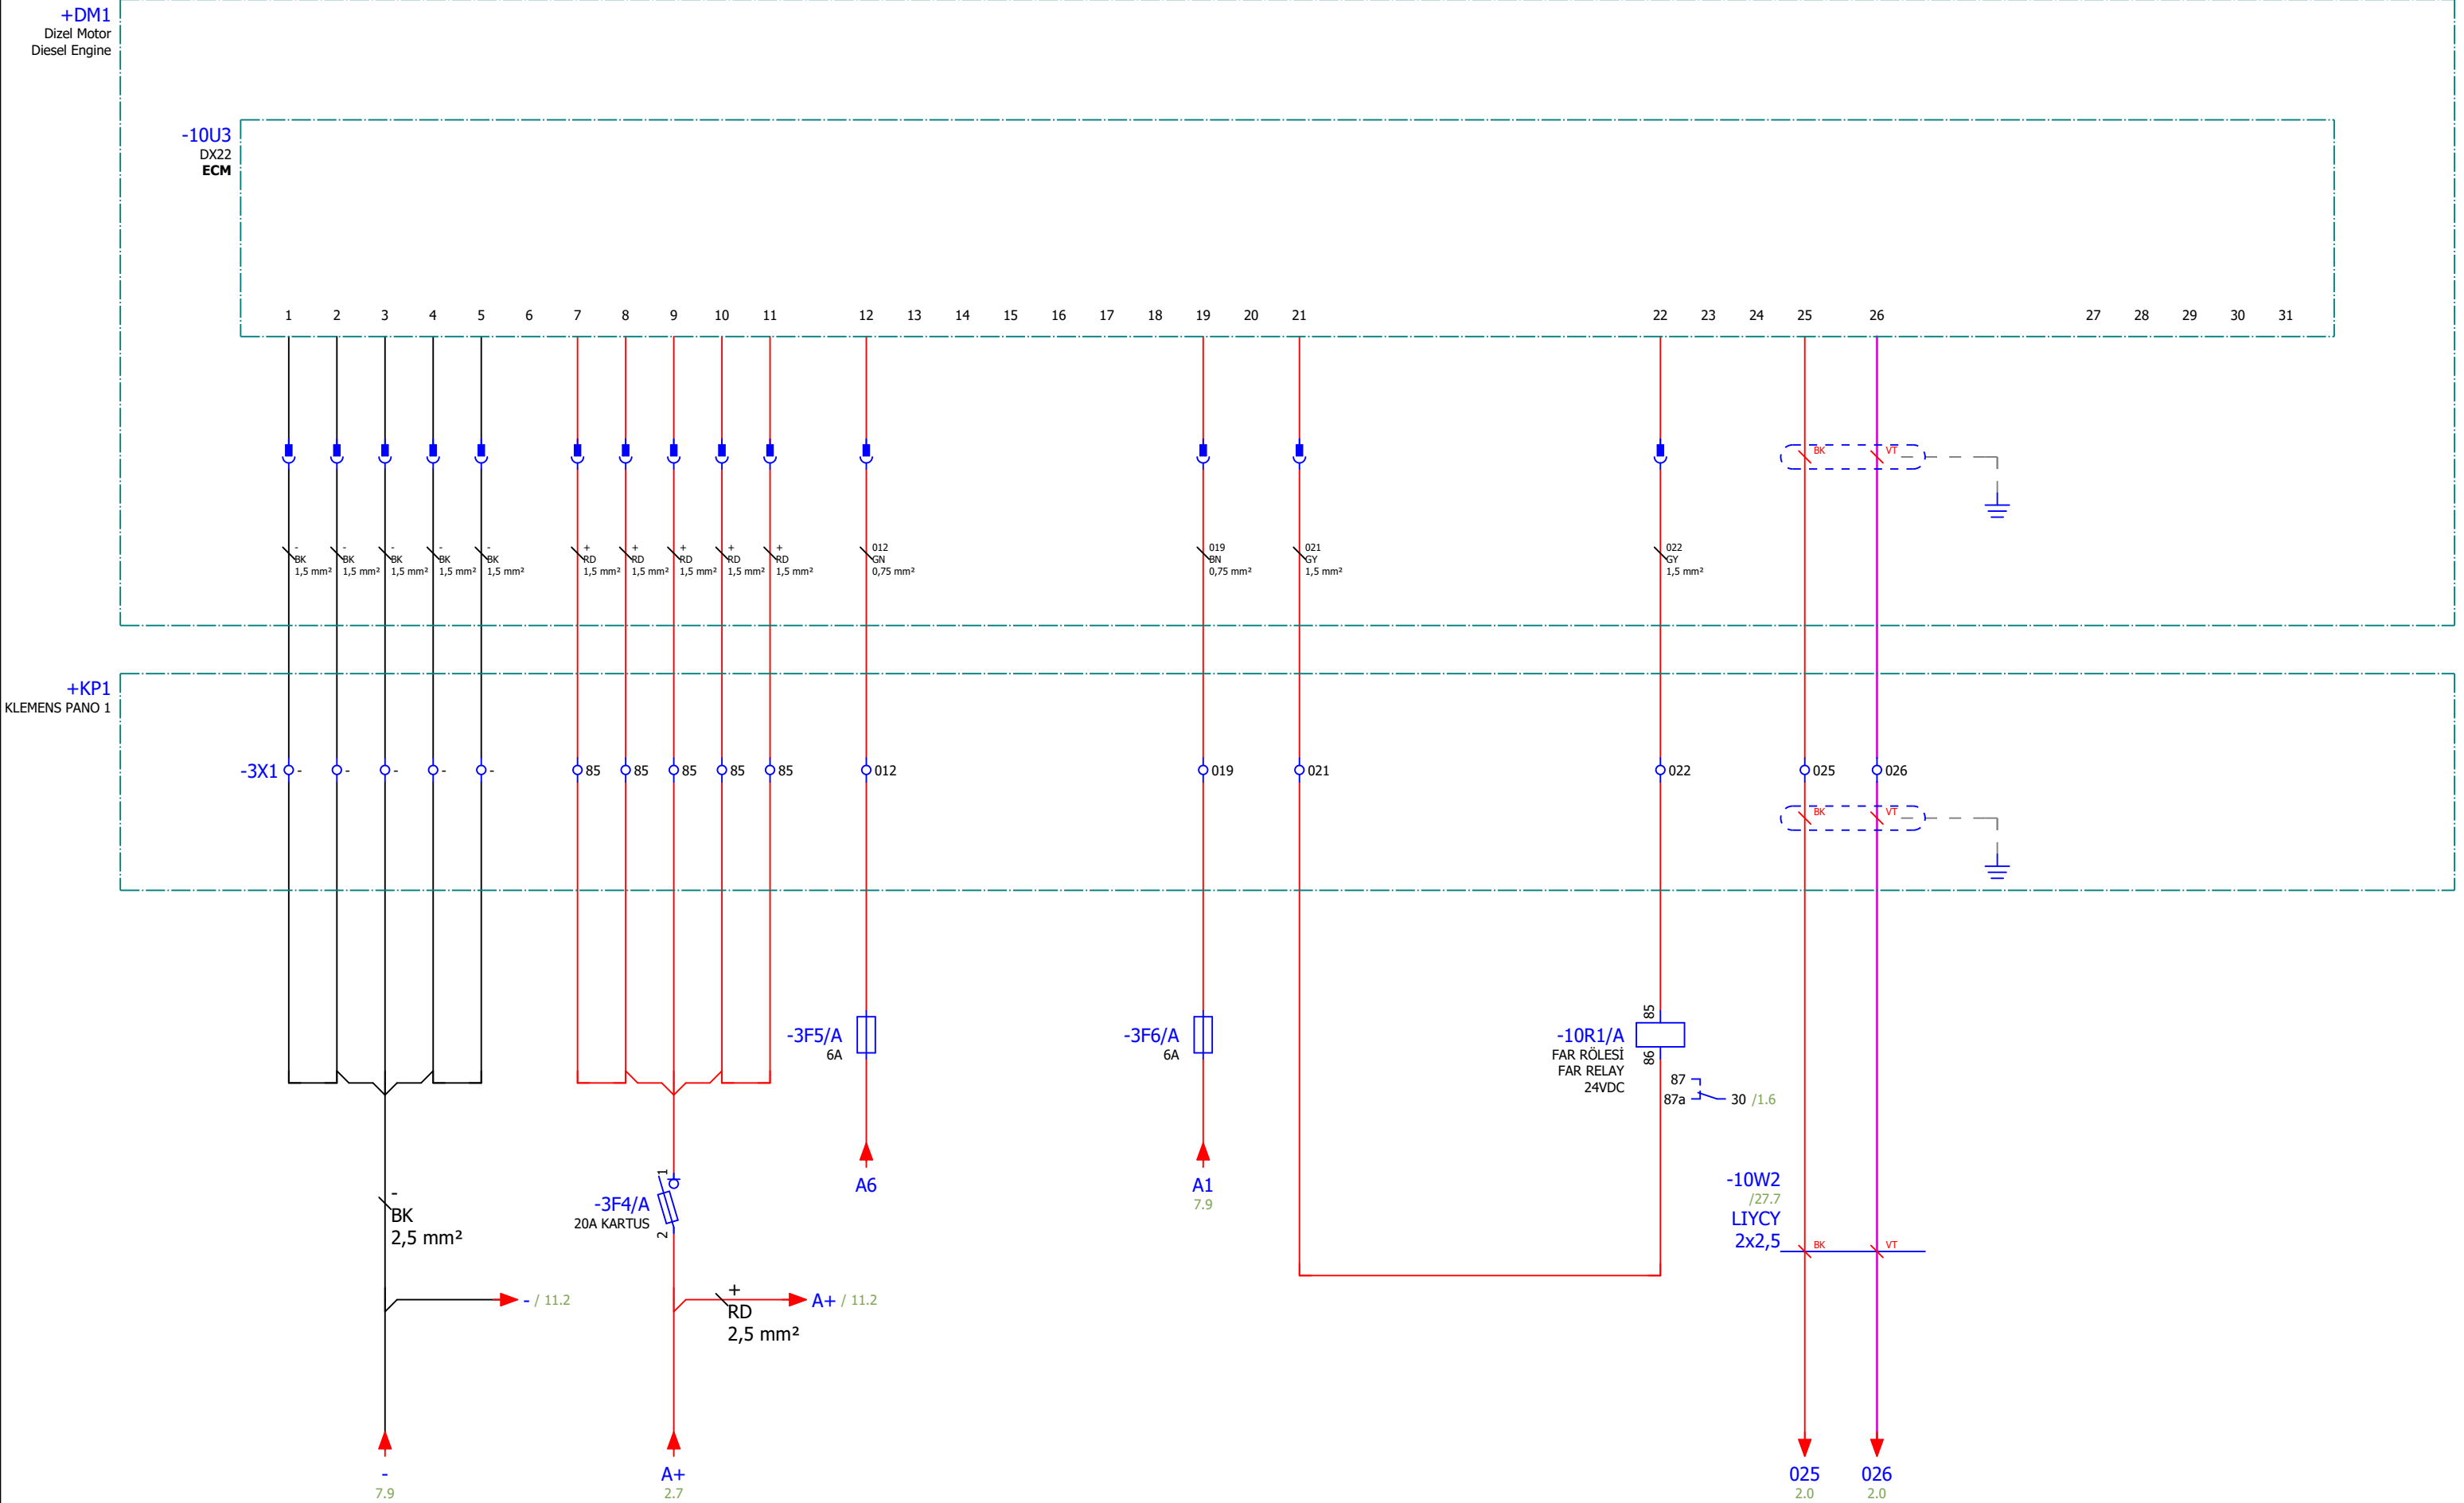 +DM1
Dizel Motor
Diesel Engine
-10U3
DX22
ECM
1 2 3 4 5 6 7 8 9 10 11 12 13 14 15 16 17 18 19 20 21 22 23 24 25 26 27 28 29 30 31
BK VT
- - - - - + + + + + 012 019 021 022
BK BK BK BK BK RD RD RD RD RD GN BN GY GY
1,5 mm² 1,5 mm² 1,5 mm² 1,5 mm² 1,5 mm² 1,5 mm² 1,5 mm² 1,5 mm² 1,5 mm² 1,5 mm² 0,75 mm² 0,75 mm² 1,5 mm² 1,5 mm²
+KP1
KLEMENS PANO 1
-3X1 - - - - - 85 85 85 85 85 012 019 021 022 025 026
BK VT
-3F5/A
6A
-3F6/A
6A
85
-10R1/A
86
FAR RÖLESİ
FAR RELAY
24VDC
87
87a 30 /1.6
A6
A1
7.9
-
BK
2,5 mm²
1
-3F4/A
20A KARTUS
2
-10W2
/27.7
LIYCY
2x2,5
BK VT
- / 11.2
+
RD
2,5 mm²
A+ / 11.2
-
7.9
A+
2.7
025
2.0
026
2.0